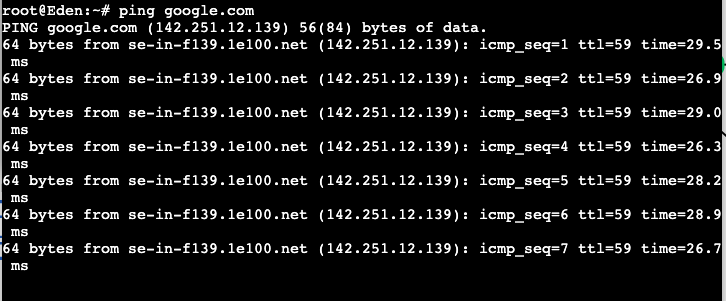 root@Eden:~# ping google.com
PING google.com (142.251.12.139) 56(84) bytes of data.
64 bytes from se-in-f139.1e100.net (142.251.12.139): icmp_seq=1 ttl=59 time=29.5
 ms
64 bytes from se-in-f139.1e100.net (142.251.12.139): icmp_seq=2 ttl=59 time=26.9
 ms
64 bytes from se-in-f139.1e100.net (142.251.12.139): icmp_seq=3 ttl=59 time=29.0
 ms
64 bytes from se-in-f139.1e100.net (142.251.12.139): icmp_seq=4 ttl=59 time=26.3
 ms
64 bytes from se-in-f139.1e100.net (142.251.12.139): icmp_seq=5 ttl=59 time=28.2
 ms
64 bytes from se-in-f139.1e100.net (142.251.12.139): icmp_seq=6 ttl=59 time=28.9
 ms
64 bytes from se-in-f139.1e100.net (142.251.12.139): icmp_seq=7 ttl=59 time=26.7
 ms